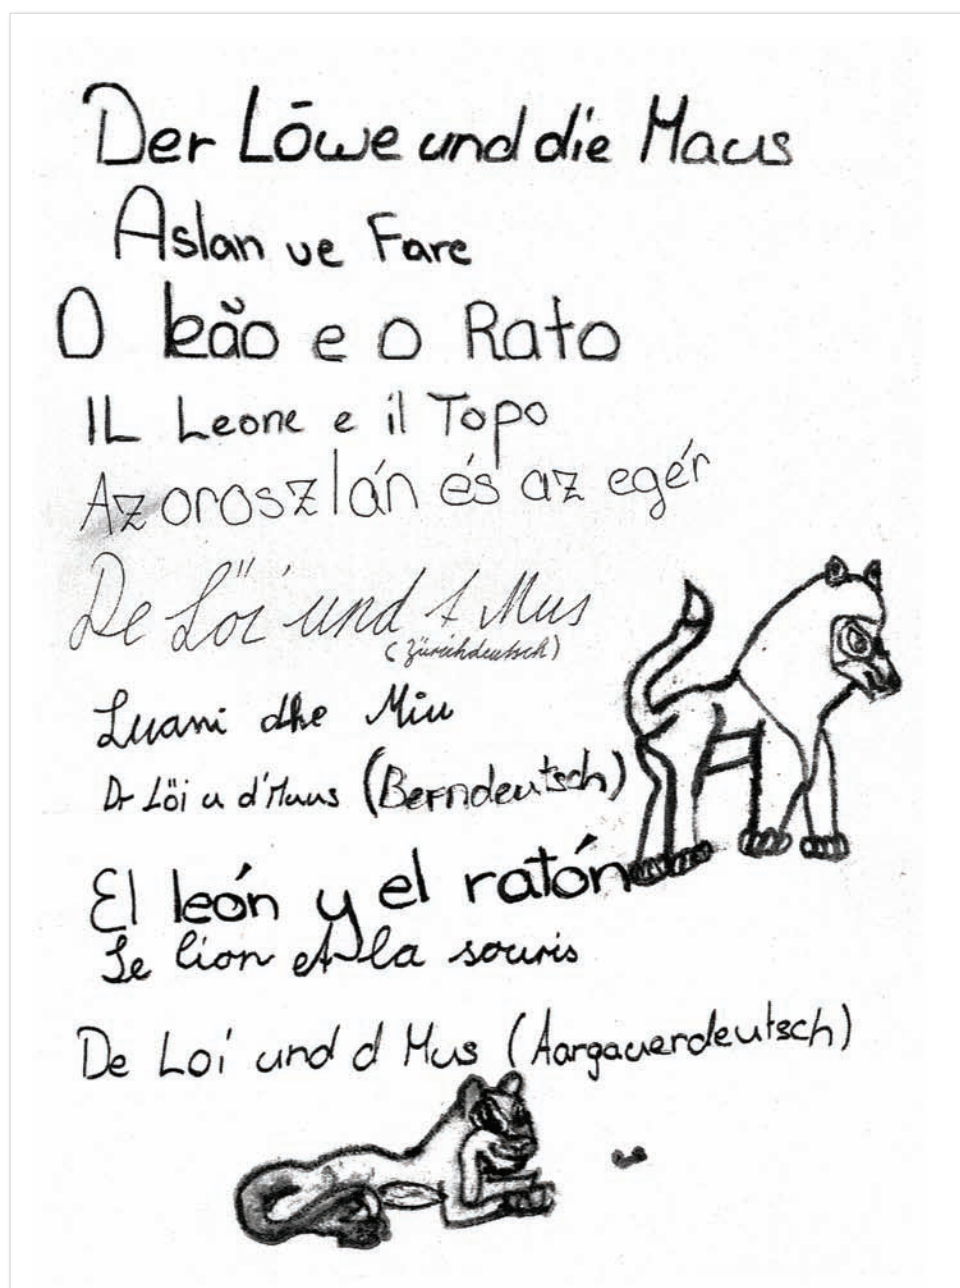 Der Löwe und die Maus
Aslan ve Fare
O leão e o Rato
IL Leone e il Topo
Az oroszlán és az egér
De Löi und t Mus
(Zürichdeutsch)
Luani dhe Miu
Dr Löi u d'Muus (Berndeutsch)
El león y el ratón
Le lion et la souris
De Loi und d Mus (Aargauerdeutsch)